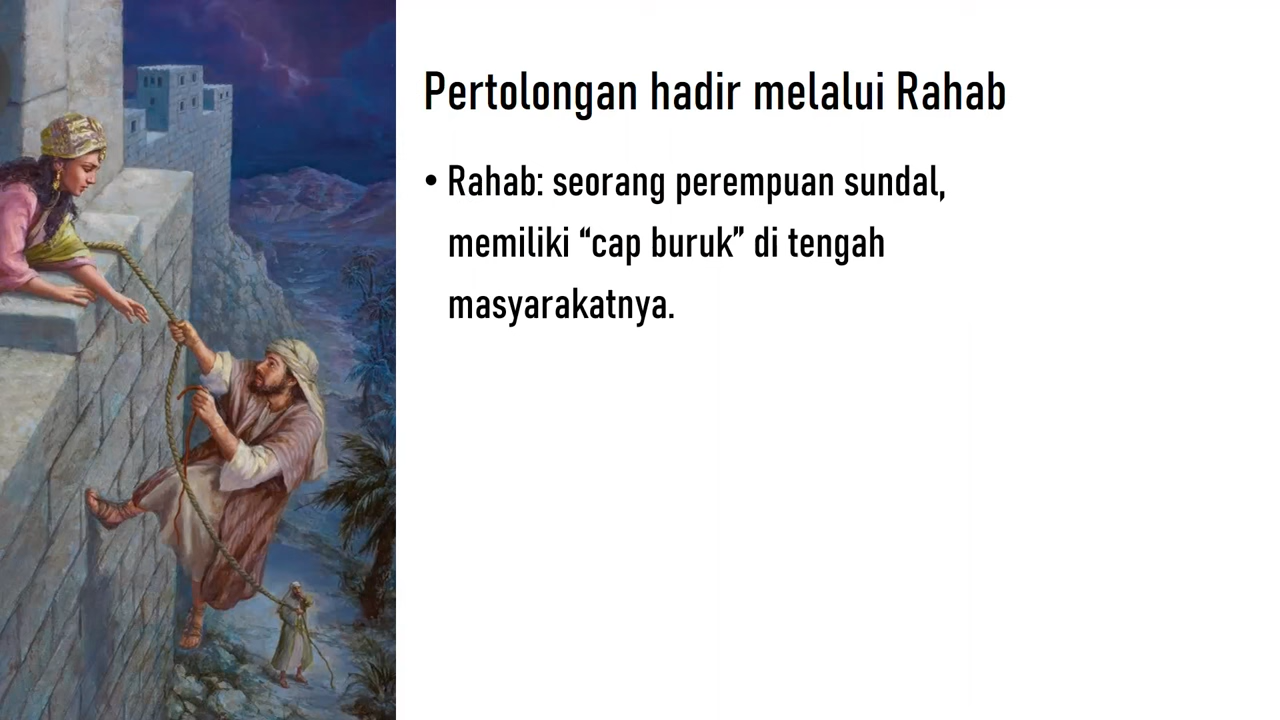 Pertolongan hadir melalui Rahab
• Rahab: seorang perempuan sundal,
memiliki “cap buruk” di tengah
masyarakatnya.